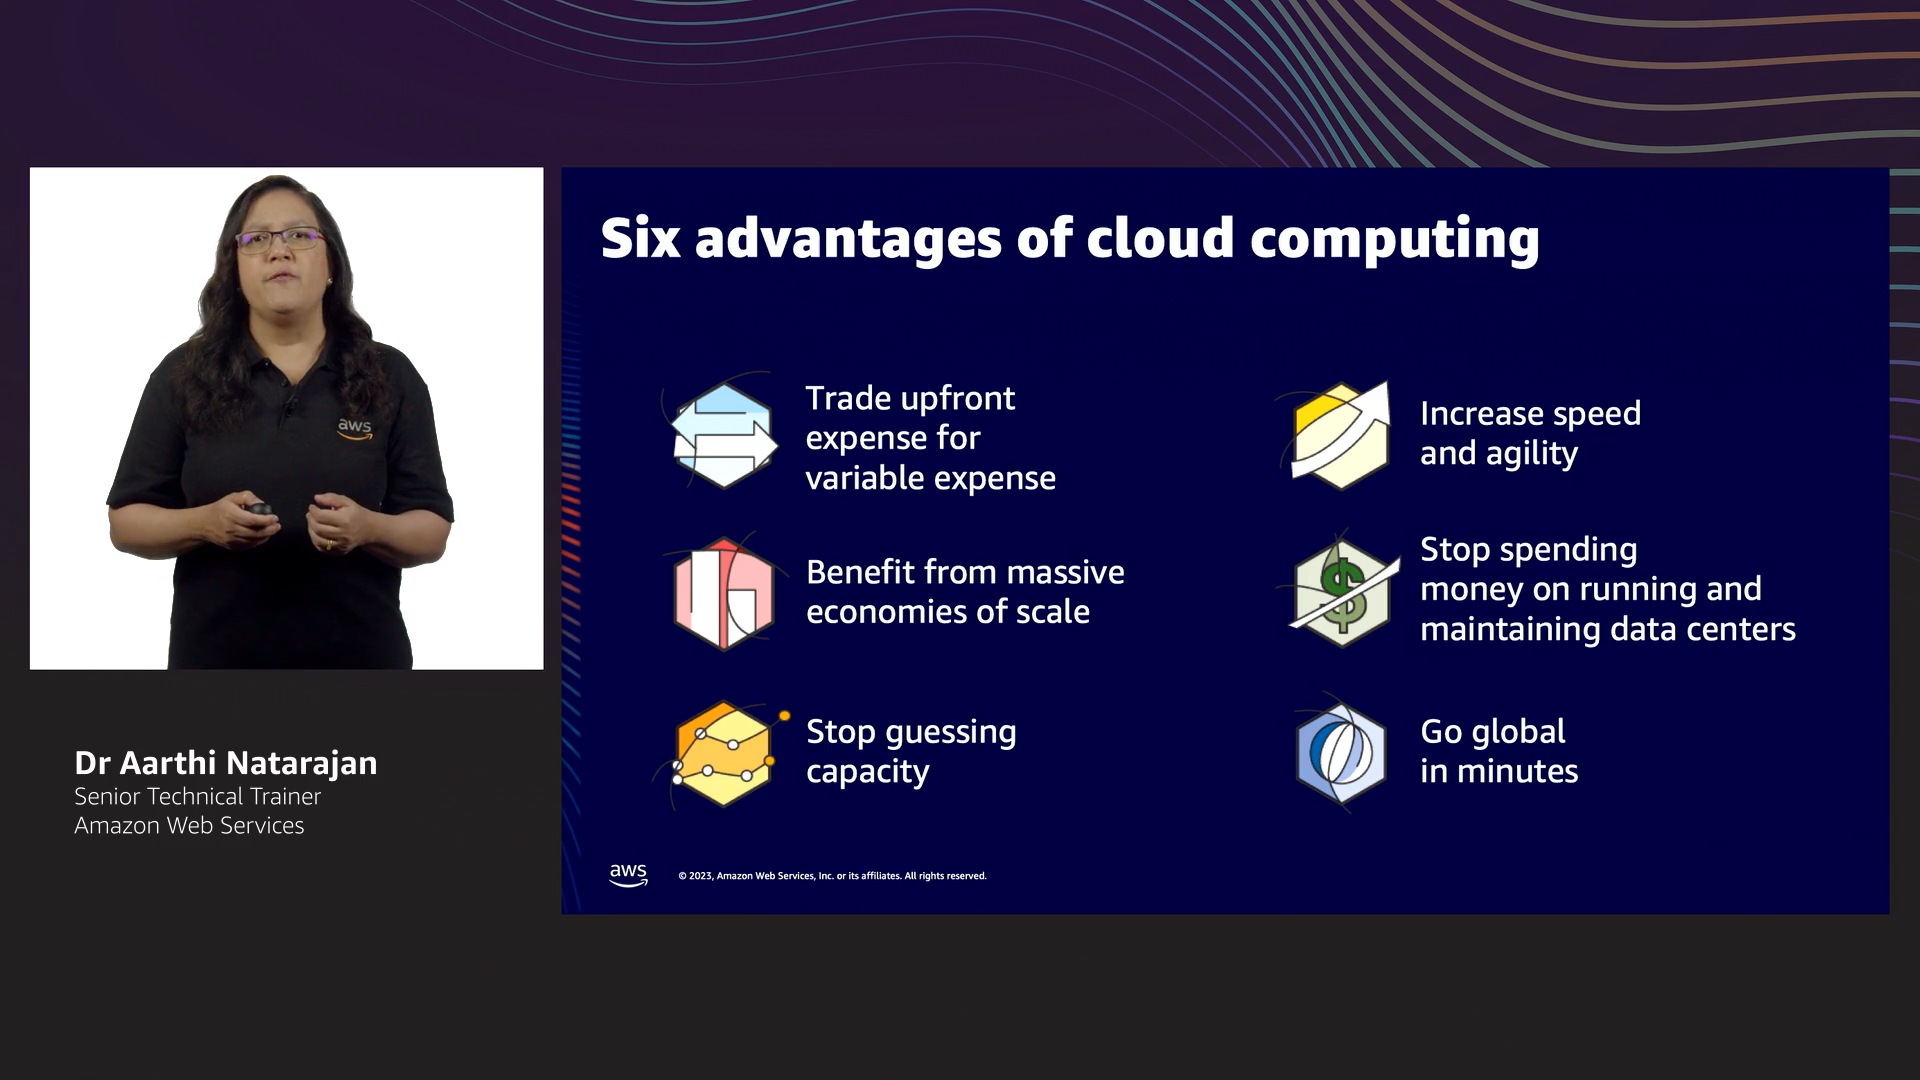 aws
Dr Aarthi Natarajan
Senior Technical Trainer
Amazon Web Services
Six advantages of cloud computing
Trade upfront
expense for
variable expense
Increase speed
and agility
Benefit from massive
economies of scale
Stop spending
money on running and
maintaining data centers
Stop guessing
capacity
Go global
in minutes
aws
© 2023, Amazon Web Services, Inc. or its affiliates. All rights reserved.